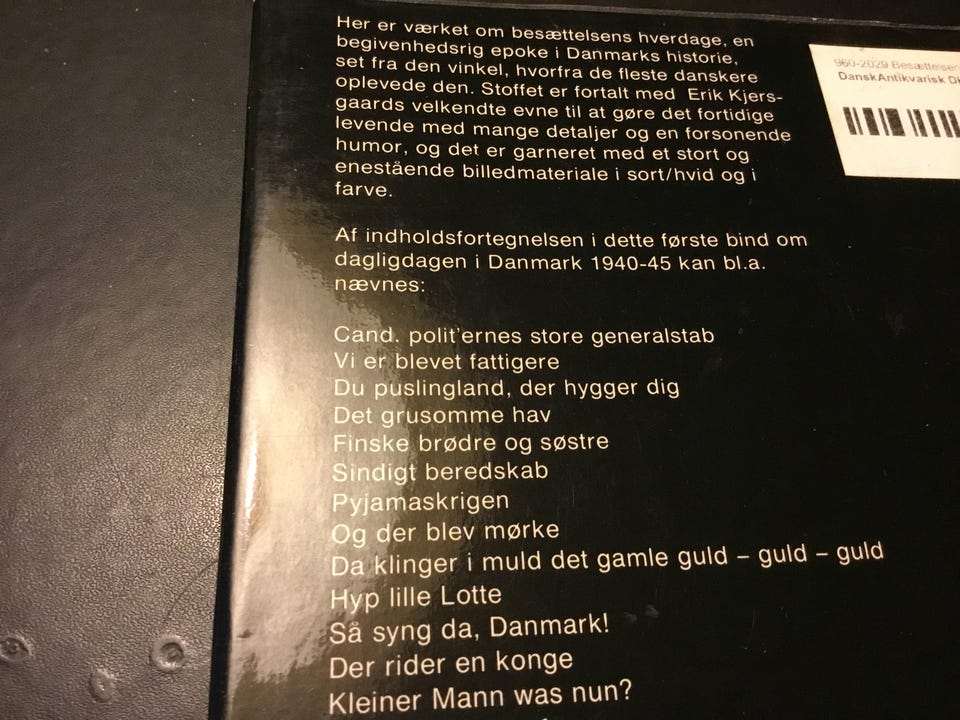 Her er værket om besættelsens hverdage, en
begivenhedsrig epoke i Danmarks historie,
set fra den vinkel, hvorfra de fleste danskere
oplevede den. Stoffet er fortalt med Erik Kjers-
gaards velkendte evne til at gøre det fortidige
levende med mange detaljer og en forsonende
humor, og det er garneret med et stort og
enestäende billedmateriale i sort/hvid og i
farve.
Af indholdsfortegnelsen i dette første bind om
dagligdagen i Danmark 1940-45 kan bl.a.
nævnes:
Cand. polit'ernes store generalstab
Vi er blevet fattigere
Du puslingland, der hygger dig
Det grusomme hav
Finske brødre og søstre
Sindigt beredskab
Pyjamaskrigen
Og der blev mørke
Da klinger i muld det gamle guld – guld – guld
Hyp lille Lotte
Så syng da, Danmark!
Der rider en konge
Kleiner Mann was nun?
960-2029 Besættelsen
DanskAntikvarisk